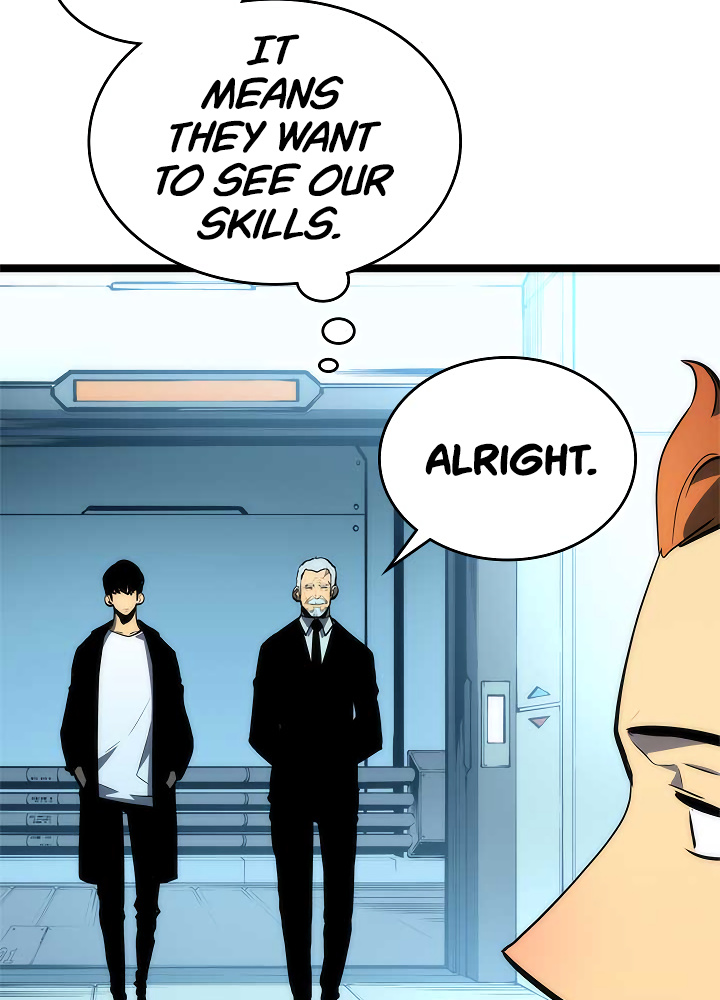 IT
MEANS
THEY WANT
TO SEE OUR
SKILLS.
ALRIGHT.